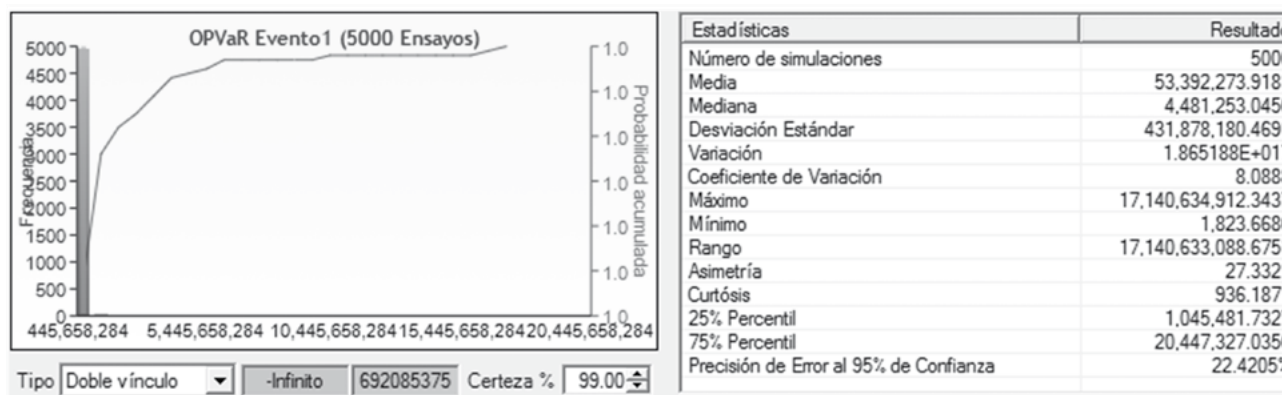 OPVaR Evento1 (5000 Ensayos)
5000
4500
4000
3500
3000
2500
2000
1500
1000
500
0
Frecuencia
1.0
1.0
1.0
1.0
1.0
1.0
1.0
Probabilidad acumulada
445,658,284 5,445,658,284 10,445,658,284 15,445,658,284 20,445,658,284
Tipo Doble vínculo -Infinito 692085375 Certeza % 99.00
Estadísticas Resultado
Número de simulaciones 5000
Media 53,392,273.918
Mediana 4,481,253.045
Desviación Estándar 431,878,180.469
Variación 1.865188E+01
Coeficiente de Variación 8.088
Máximo 17,140,634,912.343
Mínimo 1,823.668
Rango 17,140,633,088.675
Asimetría 27.332
Curtósis 936.187
25% Percentil 1,045,481.732
75% Percentil 20,447,327.035
Precisión de Error al 95% de Confianza 22.4205%